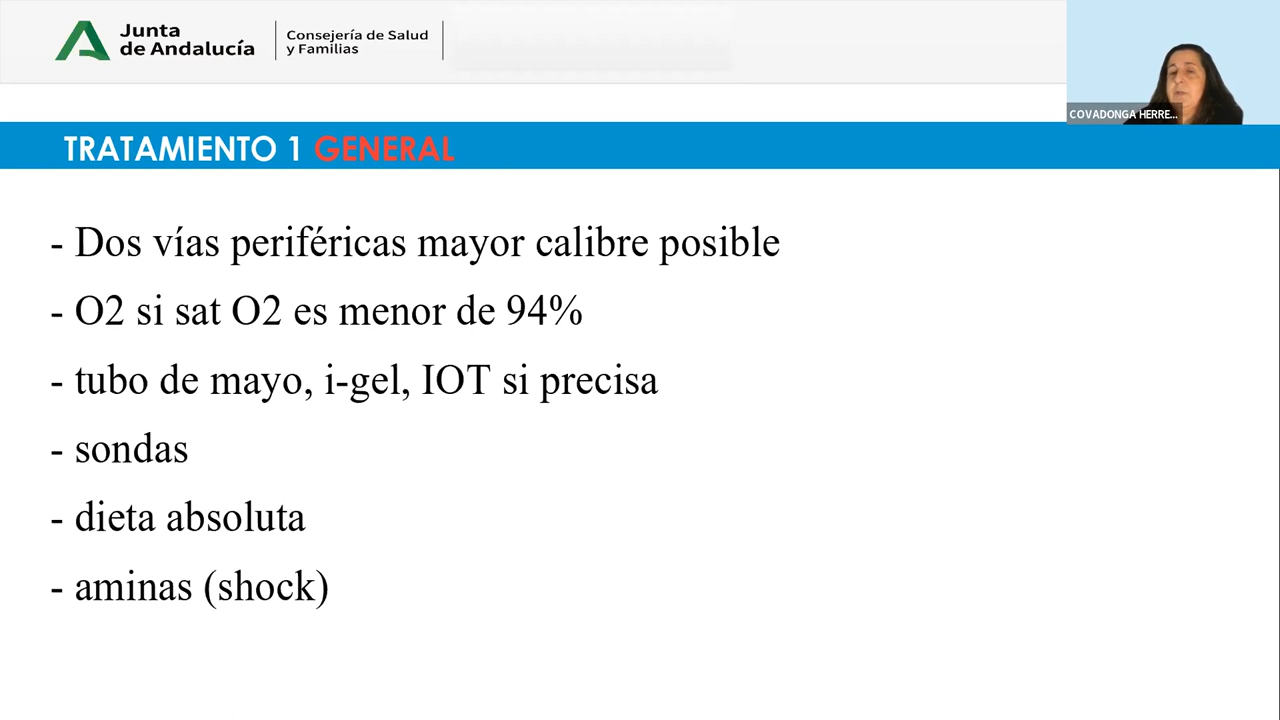 Junta
de Andalucía
Consejería de Salud
y Familias
COVADONGA HERRE...
TRATAMIENTO 1 GENERAL
- Dos vías periféricas mayor calibre posible
- O2 si sat O2 es menor de 94%
- tubo de mayo, i-gel, IOT si precisa
- sondas
- dieta absoluta
- aminas (shock)